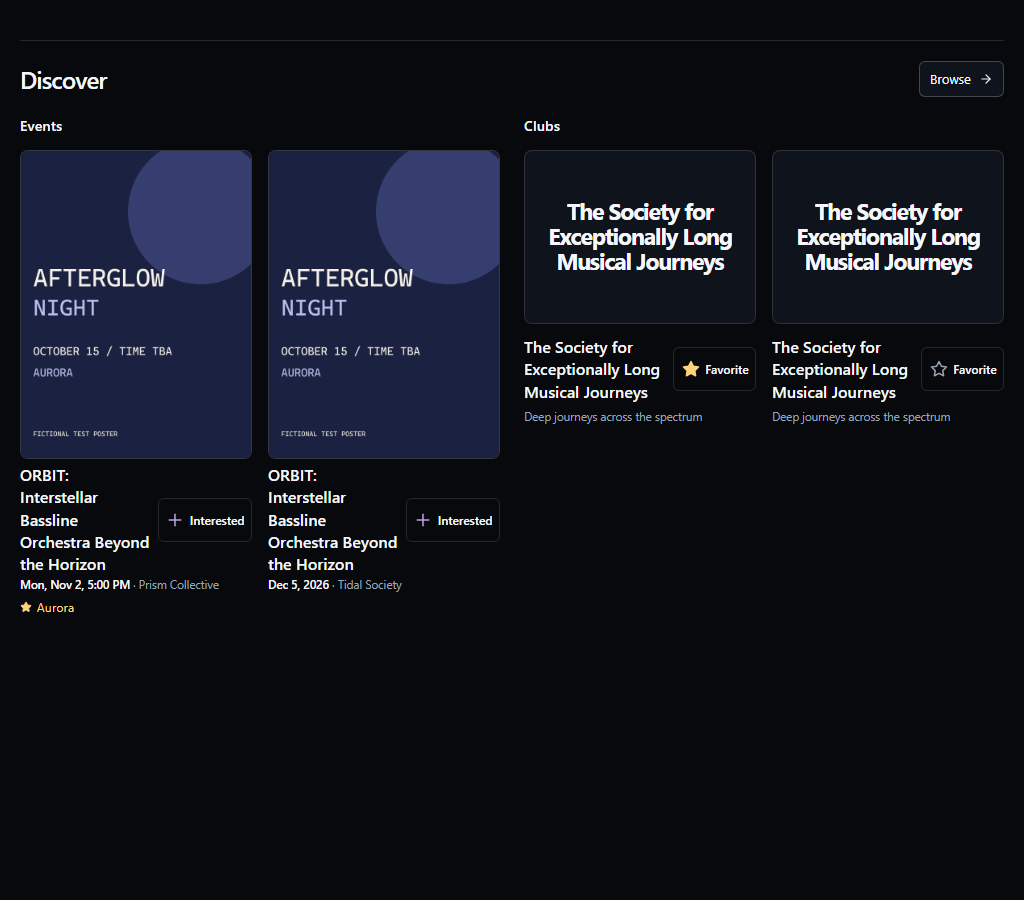 Discover
Browse
Events
AFTERGLOW
NIGHT
OCTOBER 15 / TIME TBA
AURORA
FICTIONAL TEST POSTER
ORBIT:
Interstellar
Bassline
Orchestra Beyond
the Horizon
Interested
Mon, Nov 2, 5:00 PM · Prism Collective
Aurora
AFTERGLOW
NIGHT
OCTOBER 15 / TIME TBA
AURORA
FICTIONAL TEST POSTER
ORBIT:
Interstellar
Bassline
Orchestra Beyond
the Horizon
Interested
Dec 5, 2026 · Tidal Society
Clubs
The Society for
Exceptionally Long
Musical Journeys
The Society for
Exceptionally Long
Musical Journeys
Favorite
Deep journeys across the spectrum
The Society for
Exceptionally Long
Musical Journeys
The Society for
Exceptionally Long
Musical Journeys
Favorite
Deep journeys across the spectrum